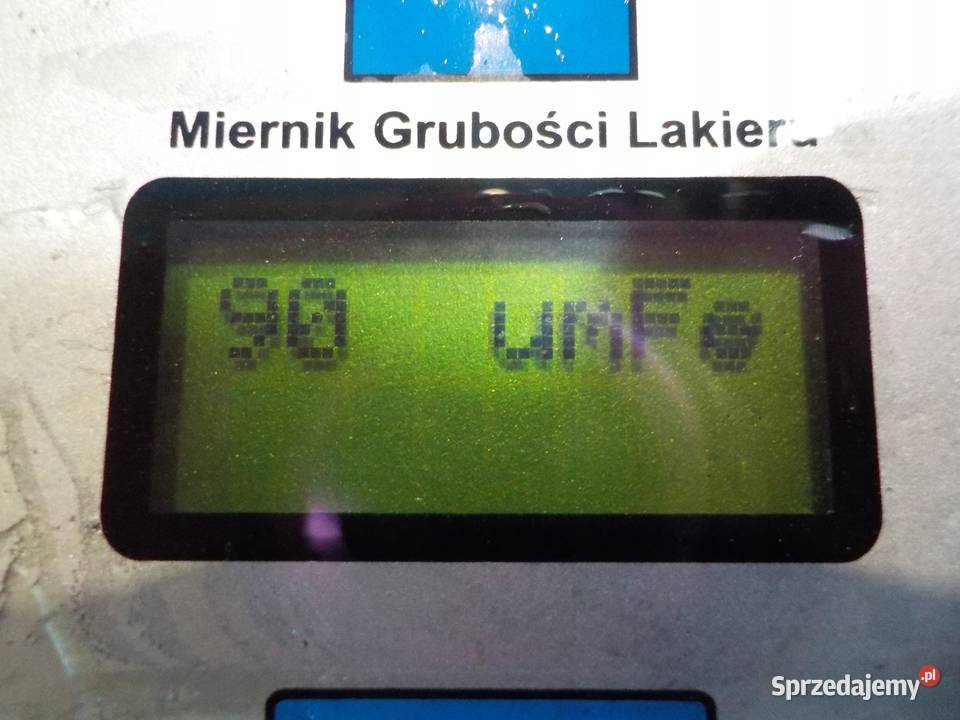 Miernik Grubości Lakieru
90 umFe
Sprzedajemy.pl